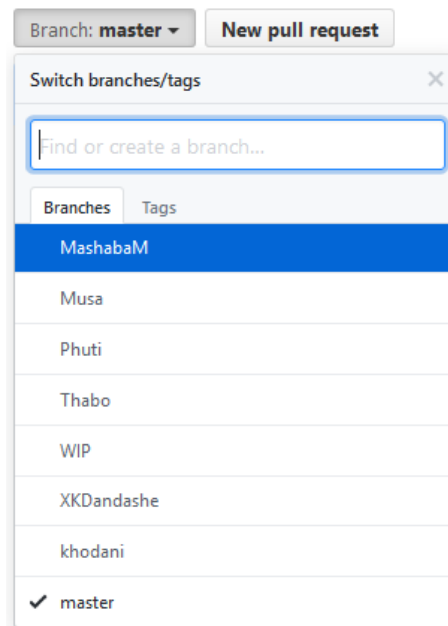 Branch: master New pull request
Switch branches/tags
Find or create a branch...
Branches Tags
MashabaM
Musa
Phuti
Thabo
WIP
XKDandashe
khodani
master